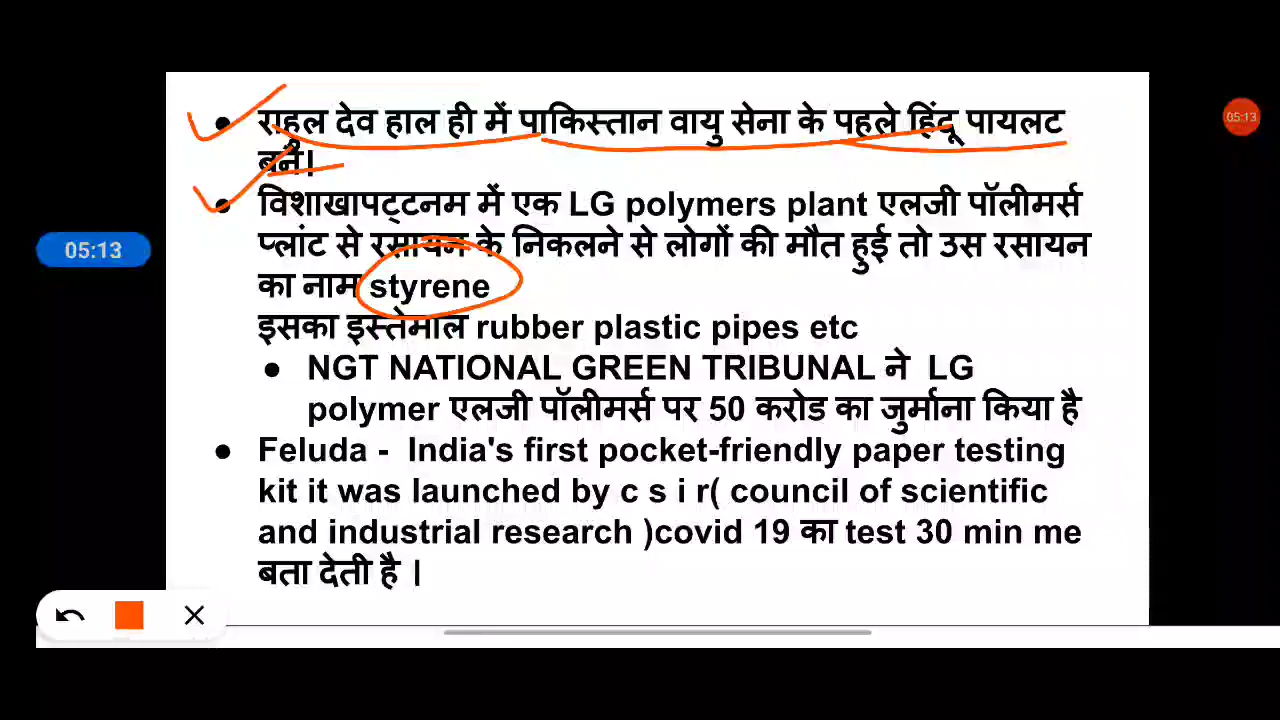 राहुल देव हाल ही में पाकिस्तान वायु सेना के पहले हिंदू पायलट
बने।
विशाखापट्टनम में एक LG polymers plant एलजी पॉलीमर्स
प्लांट से रसायन के निकलने से लोगों की मौत हुई तो उस रसायन
का नाम styrene
इसका इस्तेमाल rubber plastic pipes etc
NGT NATIONAL GREEN TRIBUNAL ने LG
polymer एलजी पॉलीमर्स पर 50 करोड का जुर्माना किया है
Feluda - India's first pocket-friendly paper testing
kit it was launched by c s i r( council of scientific
and industrial research )covid 19 का test 30 min me
बता देती है ।
05:13
05:13